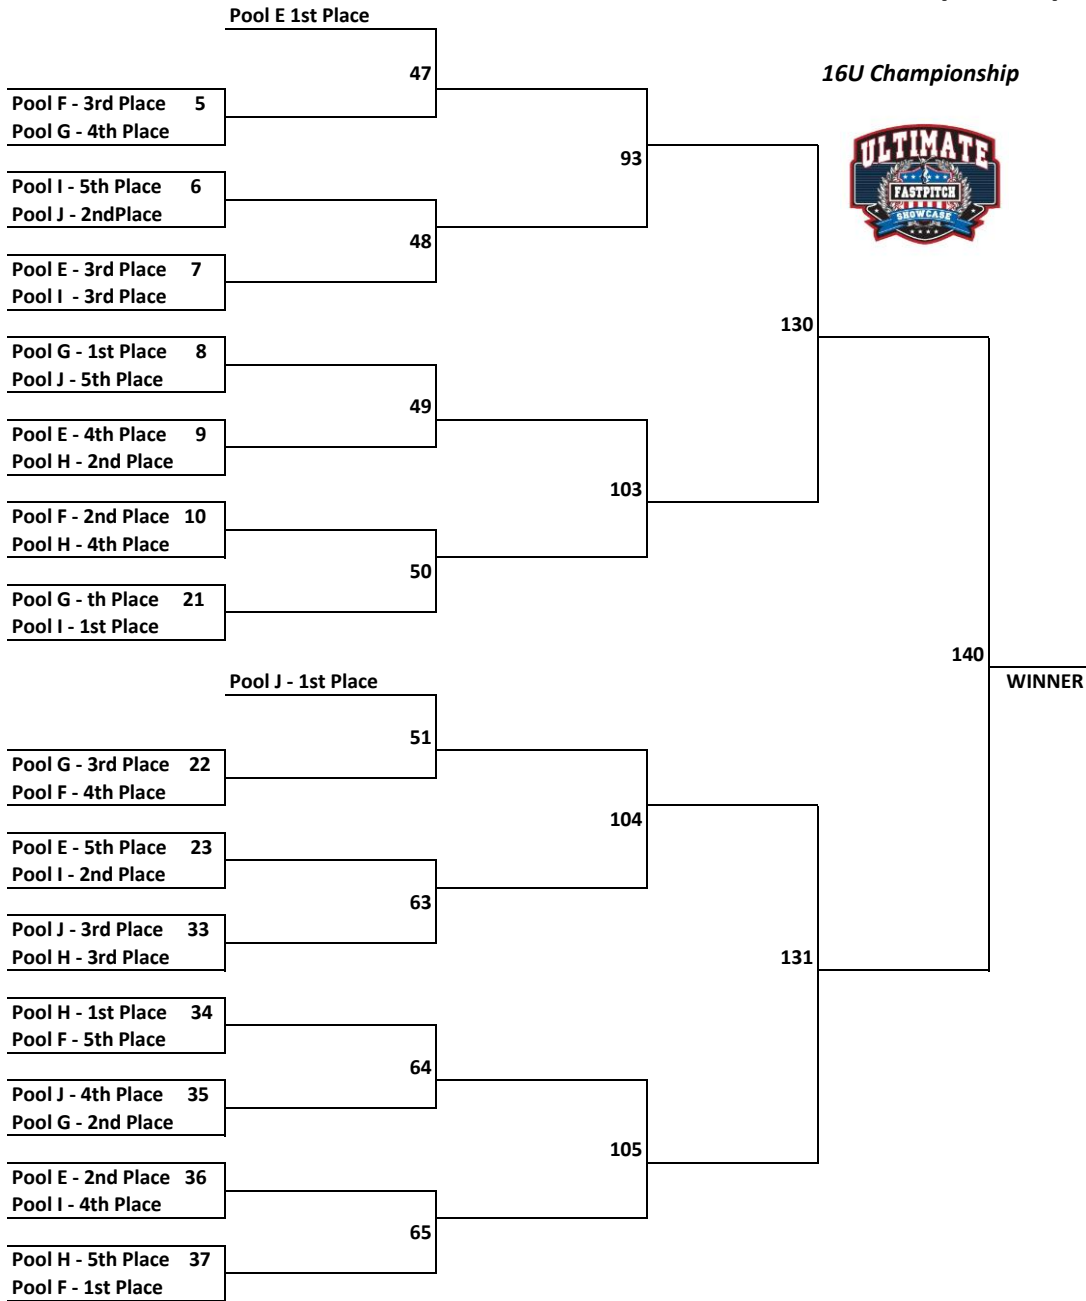 Pool E 1st Place
47
16U Championship
Pool F - 3rd Place 5
Pool G - 4th Place
ULTIMATE
FASTPITCH
SHOWCASE
93
Pool I - 5th Place 6
Pool J - 2ndPlace
48
Pool E - 3rd Place 7
Pool I - 3rd Place
130
Pool G - 1st Place 8
Pool J - 5th Place
49
Pool E - 4th Place 9
Pool H - 2nd Place
103
Pool F - 2nd Place 10
Pool H - 4th Place
50
Pool G - th Place 21
Pool I - 1st Place
140
Pool J - 1st Place
WINNER
51
Pool G - 3rd Place 22
Pool F - 4th Place
104
Pool E - 5th Place 23
Pool I - 2nd Place
63
Pool J - 3rd Place 33
Pool H - 3rd Place
131
Pool H - 1st Place 34
Pool F - 5th Place
64
Pool J - 4th Place 35
Pool G - 2nd Place
105
Pool E - 2nd Place 36
Pool I - 4th Place
65
Pool H - 5th Place 37
Pool F - 1st Place